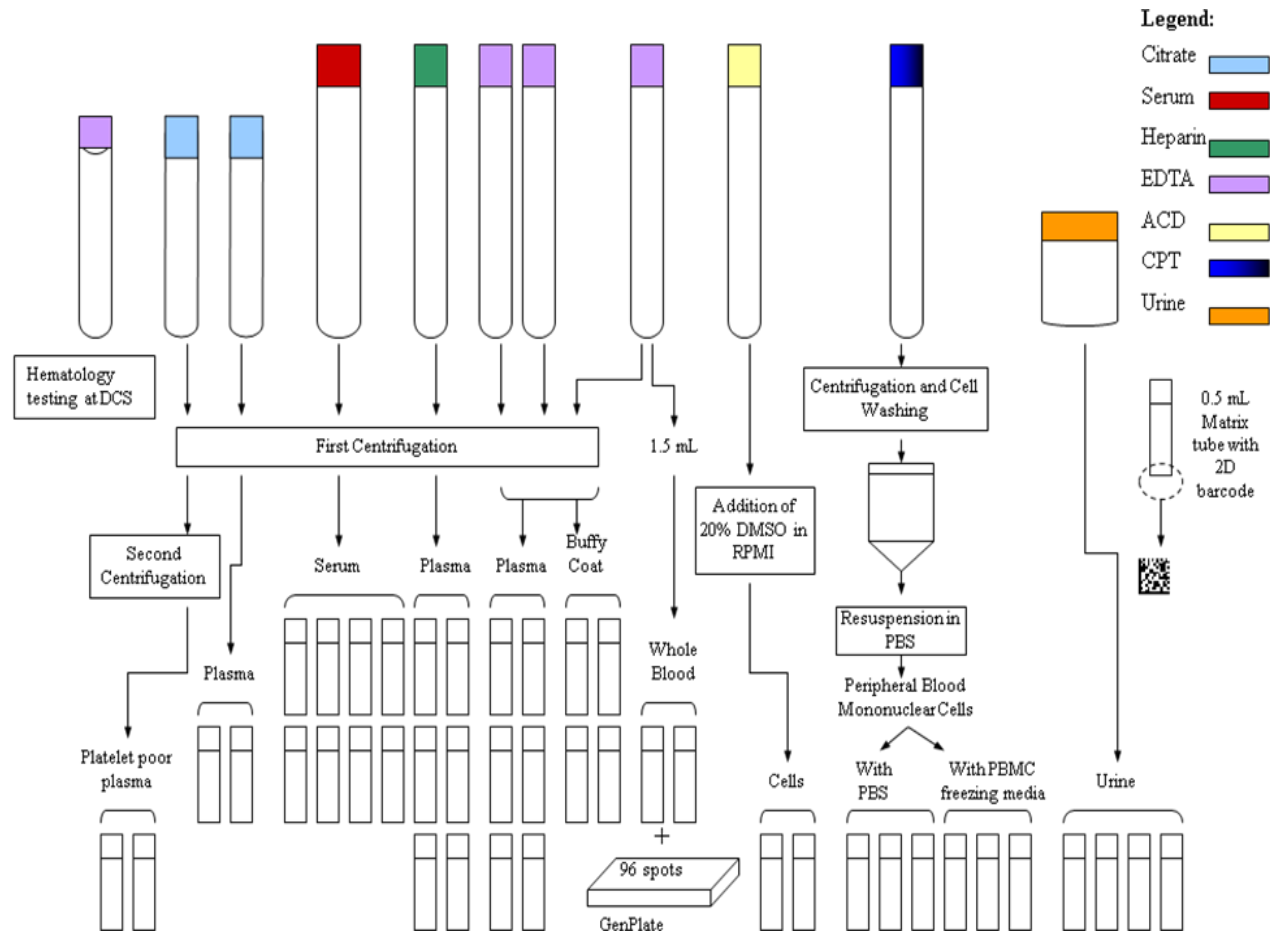 Legend:
Citrate
Serum
Heparin
EDTA
ACD
CPT
Urine
Hematology
testing at DCS
Centrifugation and Cell
Washing
0.5 mL
Matrix
tube with
2D
barcode
First Centrifugation
1.5 mL
Addition of
20% DMSO in
RPMI
Second
Centrifugation
Serum
Plasma
Plasma
Buffy
Coat
Resuspension in
PBS
Whole
Blood
Plasma
Peripheral Blood
Mononuclear Cells
Platelet poor
plasma
Cells
With
PBS
With PBMC
freezing media
Urine
+
96 spots
GenPlate